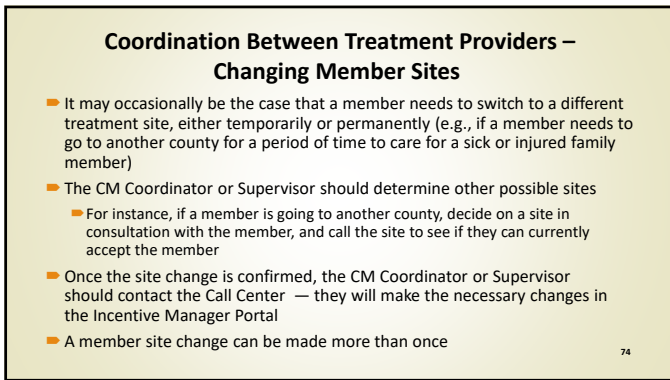 Coordination Between Treatment Providers –
Changing Member Sites
It may occasionally be the case that a member needs to switch to a different
treatment site, either temporarily or permanently (e.g., if a member needs to
go to another county for a period of time to care for a sick or injured family
member)
The CM Coordinator or Supervisor should determine other possible sites
For instance, if a member is going to another county, decide on a site in
consultation with the member, and call the site to see if they can currently
accept the member
Once the site change is confirmed, the CM Coordinator or Supervisor
should contact the Call Center — they will make the necessary changes in
the Incentive Manager Portal
A member site change can be made more than once
74